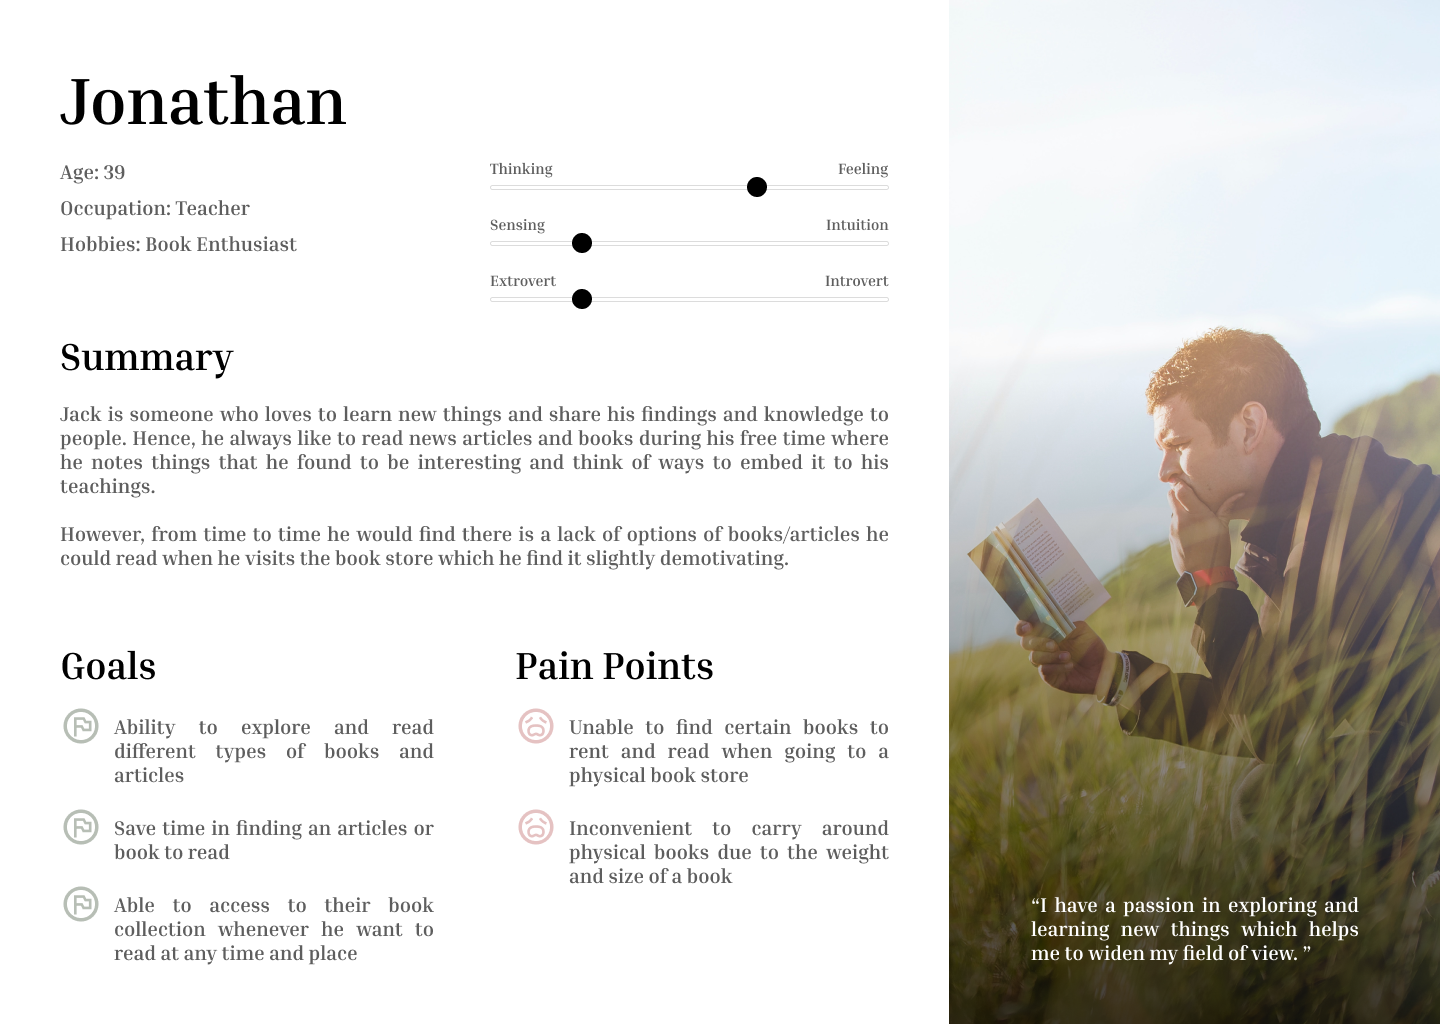 Jonathan
Age: 39
Occupation: Teacher
Hobbies: Book Enthusiast
Thinking Feeling
Sensing Intuition
Extrovert Introvert
Summary
Jack is someone who loves to learn new things and share his findings and knowledge to
people. Hence, he always like to read news articles and books during his free time where
he notes things that he found to be interesting and think of ways to embed it to his
teachings.
However, from time to time he would find there is a lack of options of books/articles he
could read when he visits the book store which he find it slightly demotivating.
Goals
Ability to explore and read
different types of books and
articles
Save time in finding an articles or
book to read
Able to access to their book
collection whenever he want to
read at any time and place
Pain Points
Unable to find certain books to
rent and read when going to a
physical book store
Inconvenient to carry around
physical books due to the weight
and size of a book
“I have a passion in exploring and
learning new things which helps
me to widen my field of view. ”